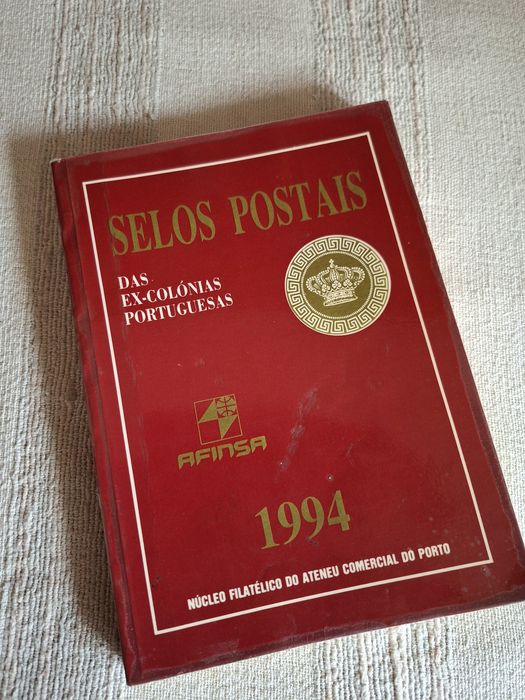 SELOS POSTAIS
DAS
EX-COLÓNIAS
PORTUGUESAS
AFINSA
1994
NÚCLEO FILATÉLICO DO ATENEU COMERCIAL DO PORTO